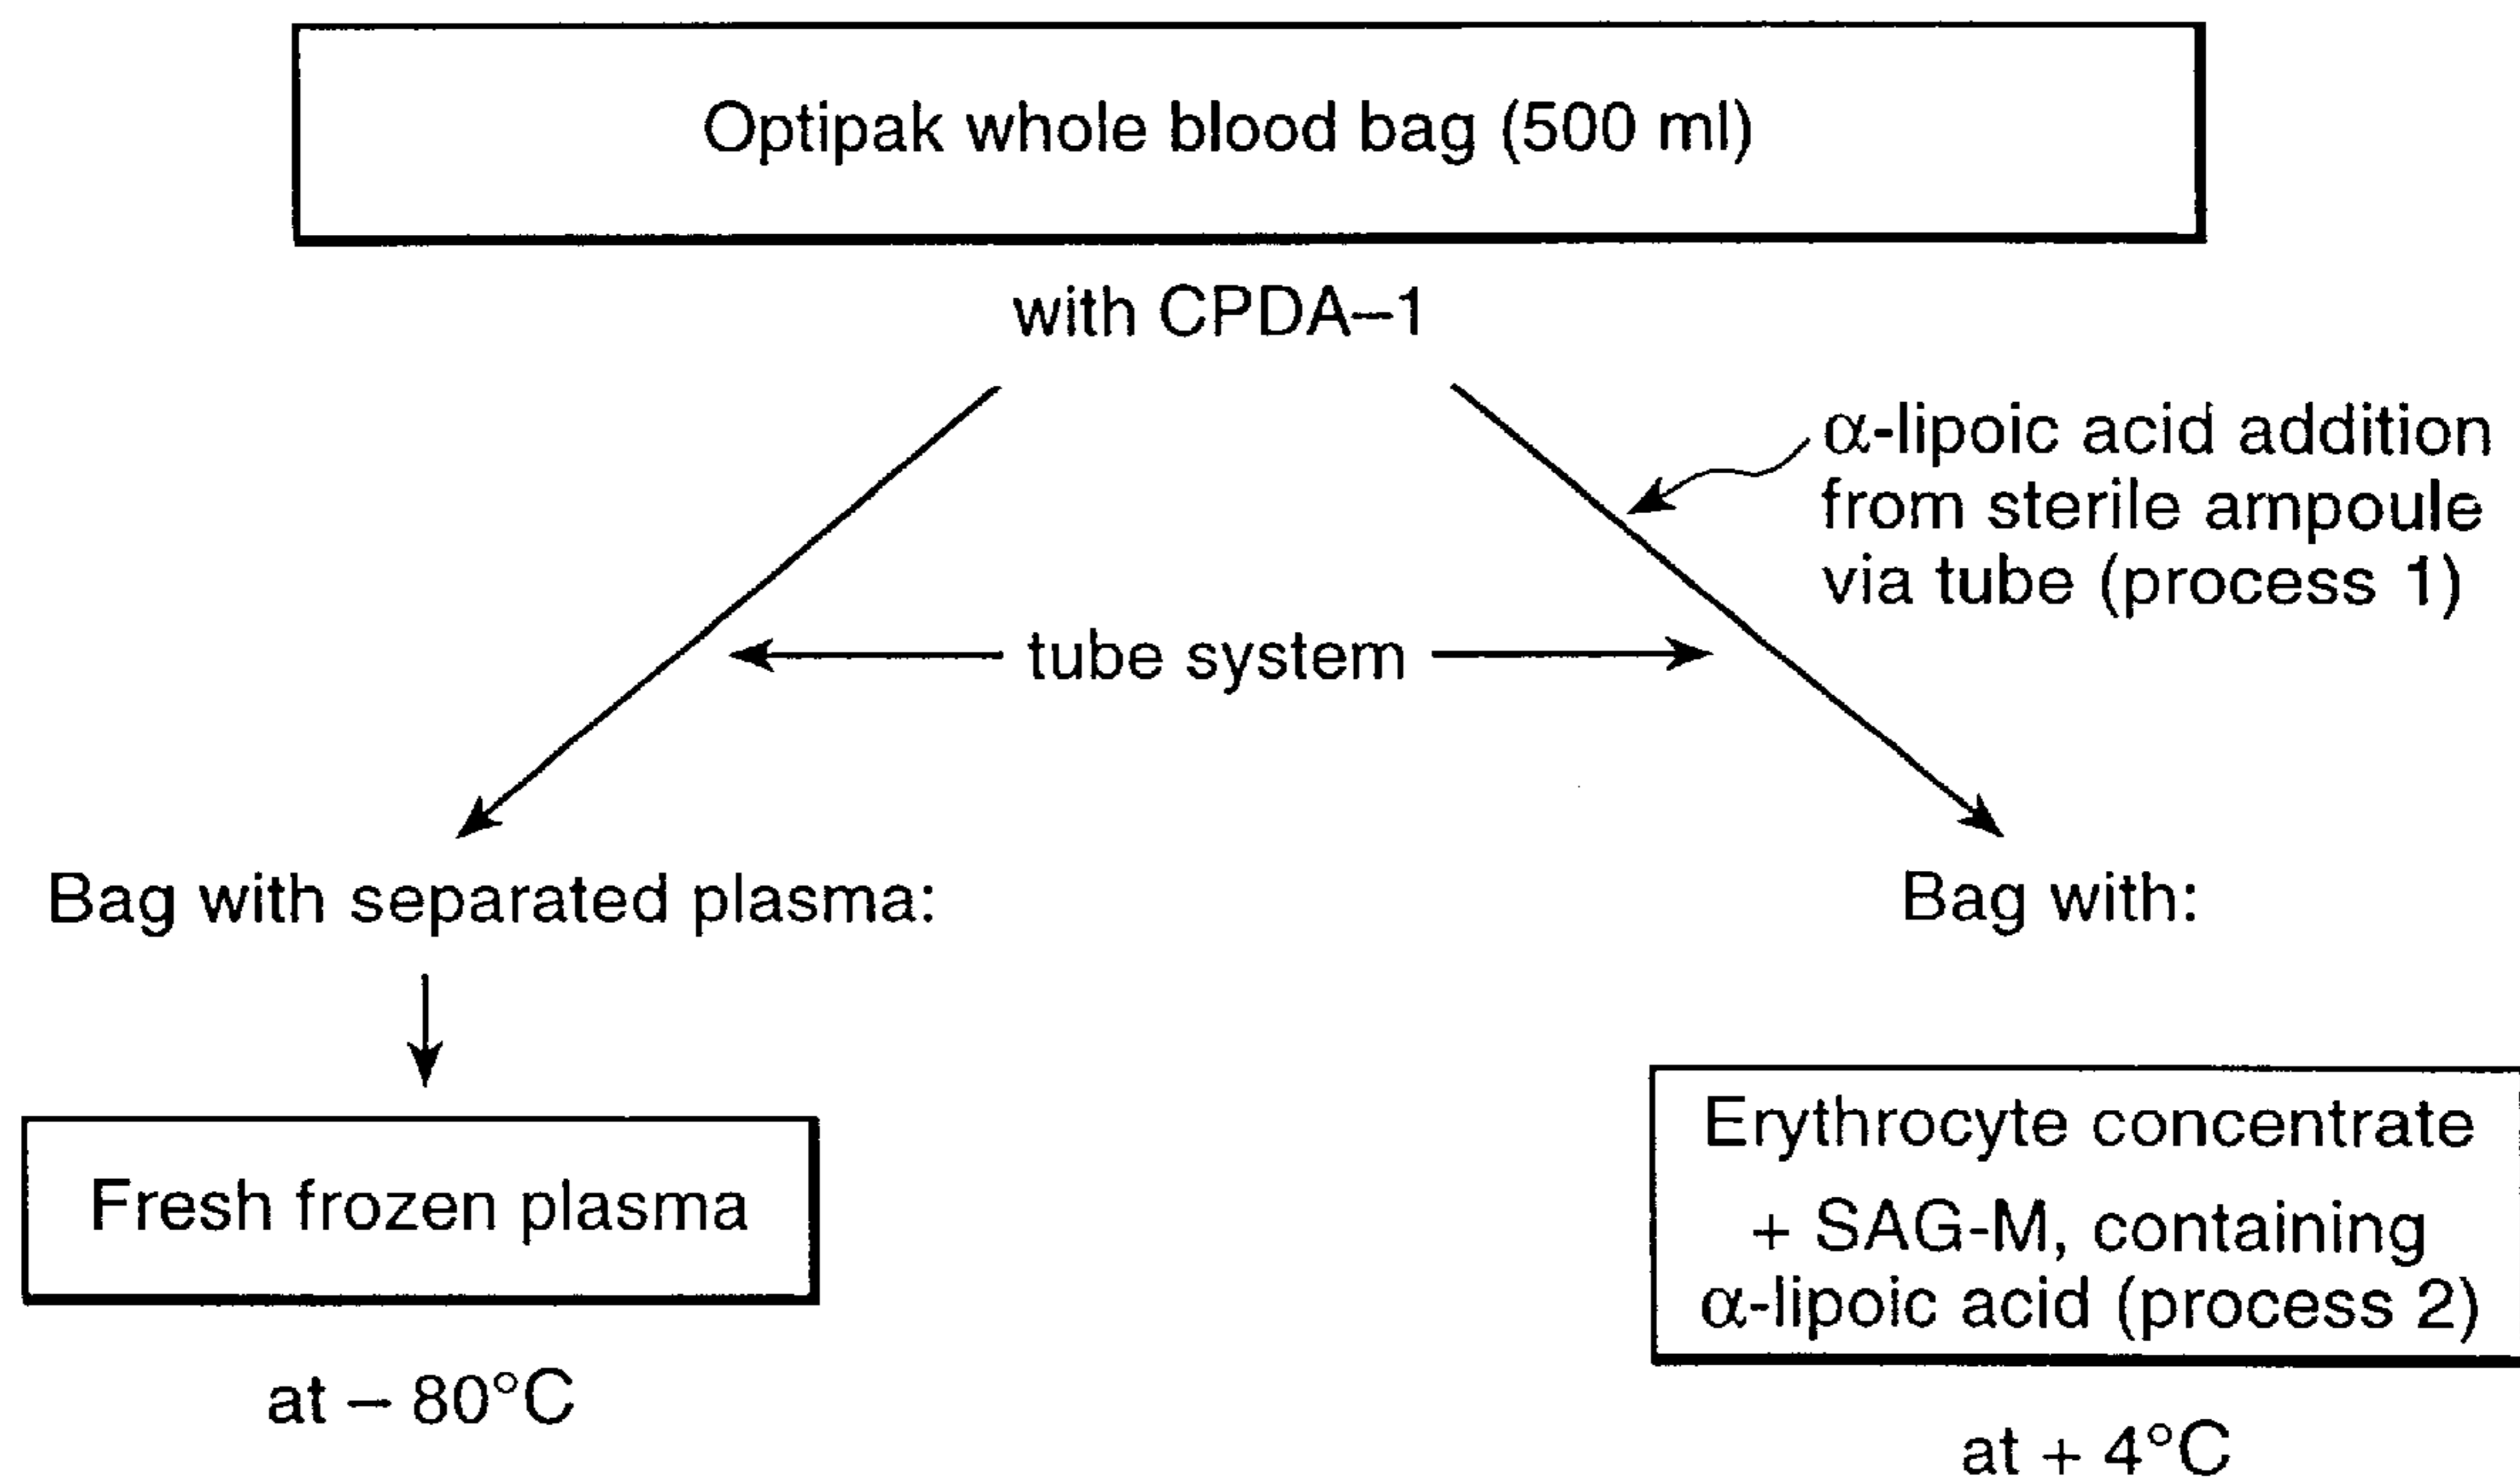 Optipak whole blood bag (500 ml)
with CPDA–1
α-lipoic acid addition
from sterile ampoule
via tube (process 1)
tube system
Bag with separated plasma:
Bag with:
Fresh frozen plasma
at – 80°C
Erythrocyte concentrate
+ SAG-M, containing
α-lipoic acid (process 2)
at + 4°C